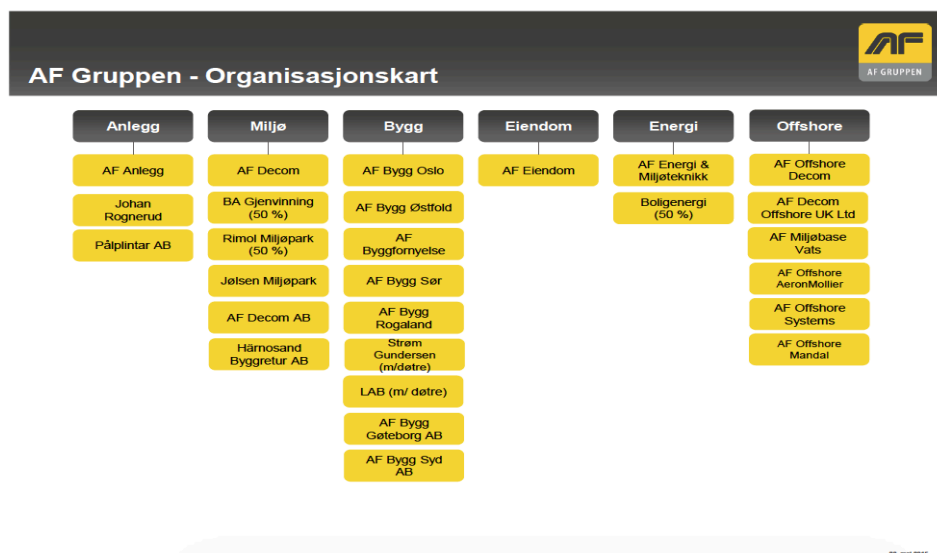 AF Gruppen - Organisasjonskart
AF GRUPPEN
Anlegg
Miljø
Bygg
Eiendom
Energi
Offshore
AF Anlegg
Johan
Rognerud
Pålplintar AB
AF Decom
BA Gjenvinning
(50 %)
Rimol Miljøpark
(50 %)
Jølsen Miljøpark
AF Decom AB
Härnosand
Byggretur AB
AF Bygg Oslo
AF Bygg Østfold
AF
Byggfornyelse
AF Bygg Sør
AF Bygg
Rogaland
Strøm
Gundersen
(m/døtre)
LAB (m/ døtre)
AF Bygg
Gøteborg AB
AF Bygg Syd
AB
AF Eiendom
AF Energi &
Miljøteknikk
Boligenergi
(50 %)
AF Offshore
Decom
AF Decom
Offshore UK Ltd
AF Miljøbase
Vats
AF Offshore
AeronMollier
AF Offshore
Systems
AF Offshore
Mandal